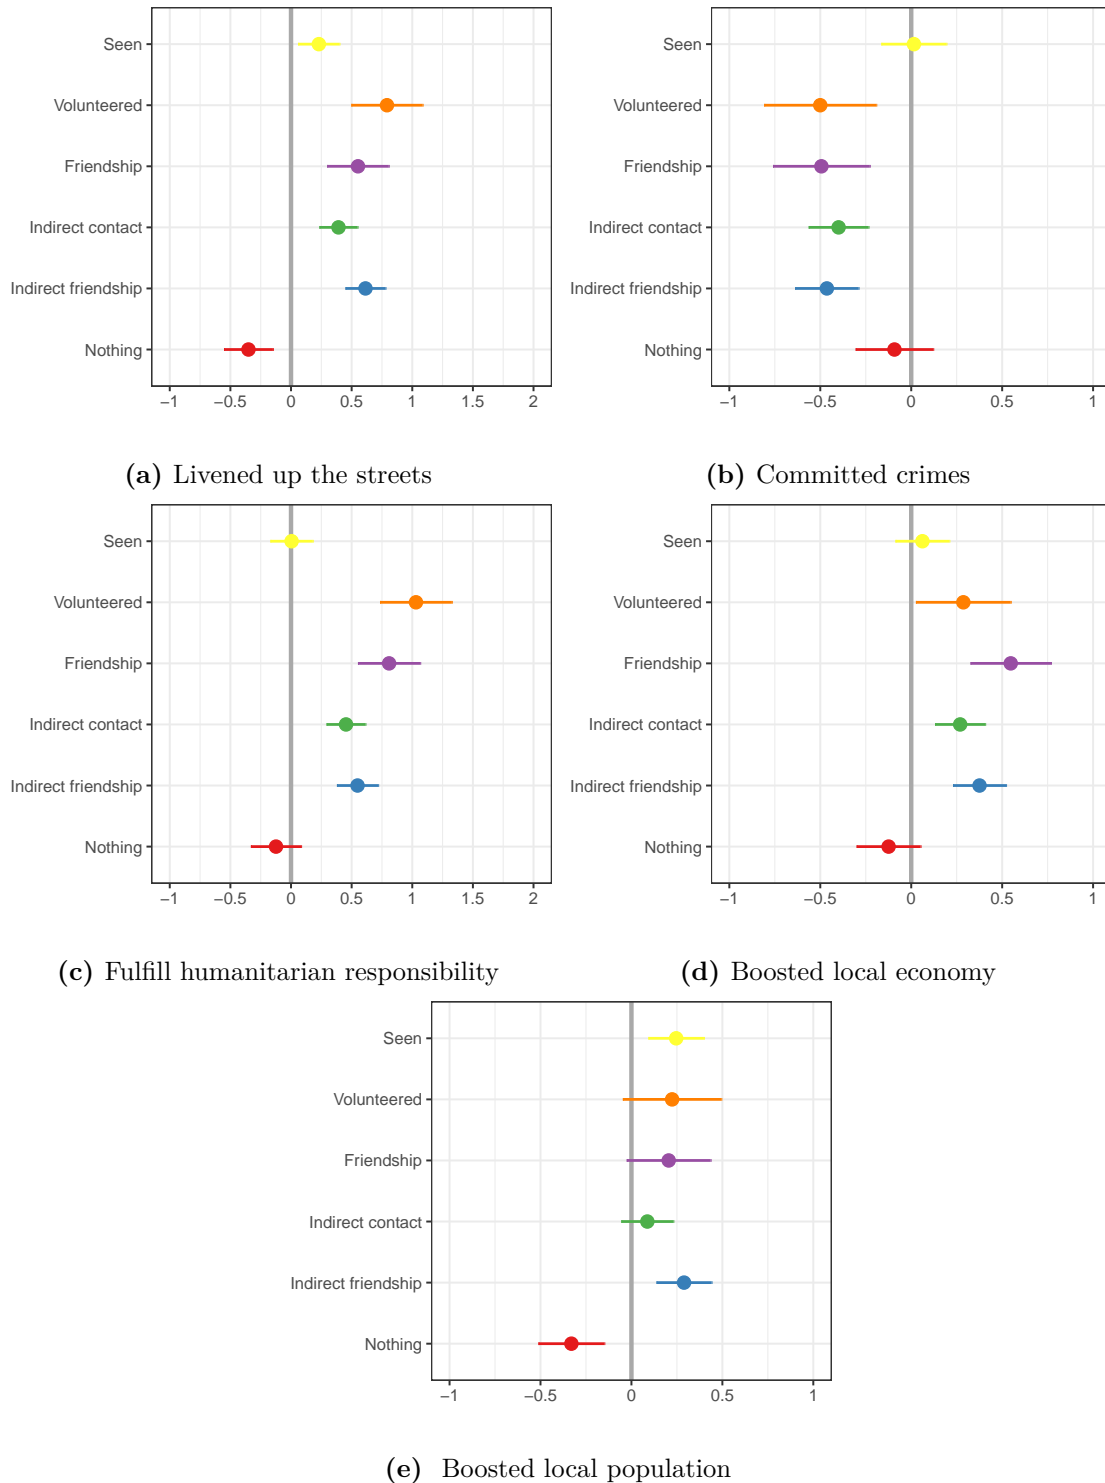 Seen
Volunteered
Friendship
Indirect contact
Indirect friendship
Nothing
−1 −0.5 0 0.5 1 1.5 2
(a) Livened up the streets
Seen
Volunteered
Friendship
Indirect contact
Indirect friendship
Nothing
−1 −0.5 0 0.5 1
(b) Committed crimes
Seen
Volunteered
Friendship
Indirect contact
Indirect friendship
Nothing
−1 −0.5 0 0.5 1 1.5 2
(c) Fulfill humanitarian responsibility
Seen
Volunteered
Friendship
Indirect contact
Indirect friendship
Nothing
−1 −0.5 0 0.5 1
(d) Boosted local economy
Seen
Volunteered
Friendship
Indirect contact
Indirect friendship
Nothing
−1 −0.5 0 0.5 1
(e) Boosted local population